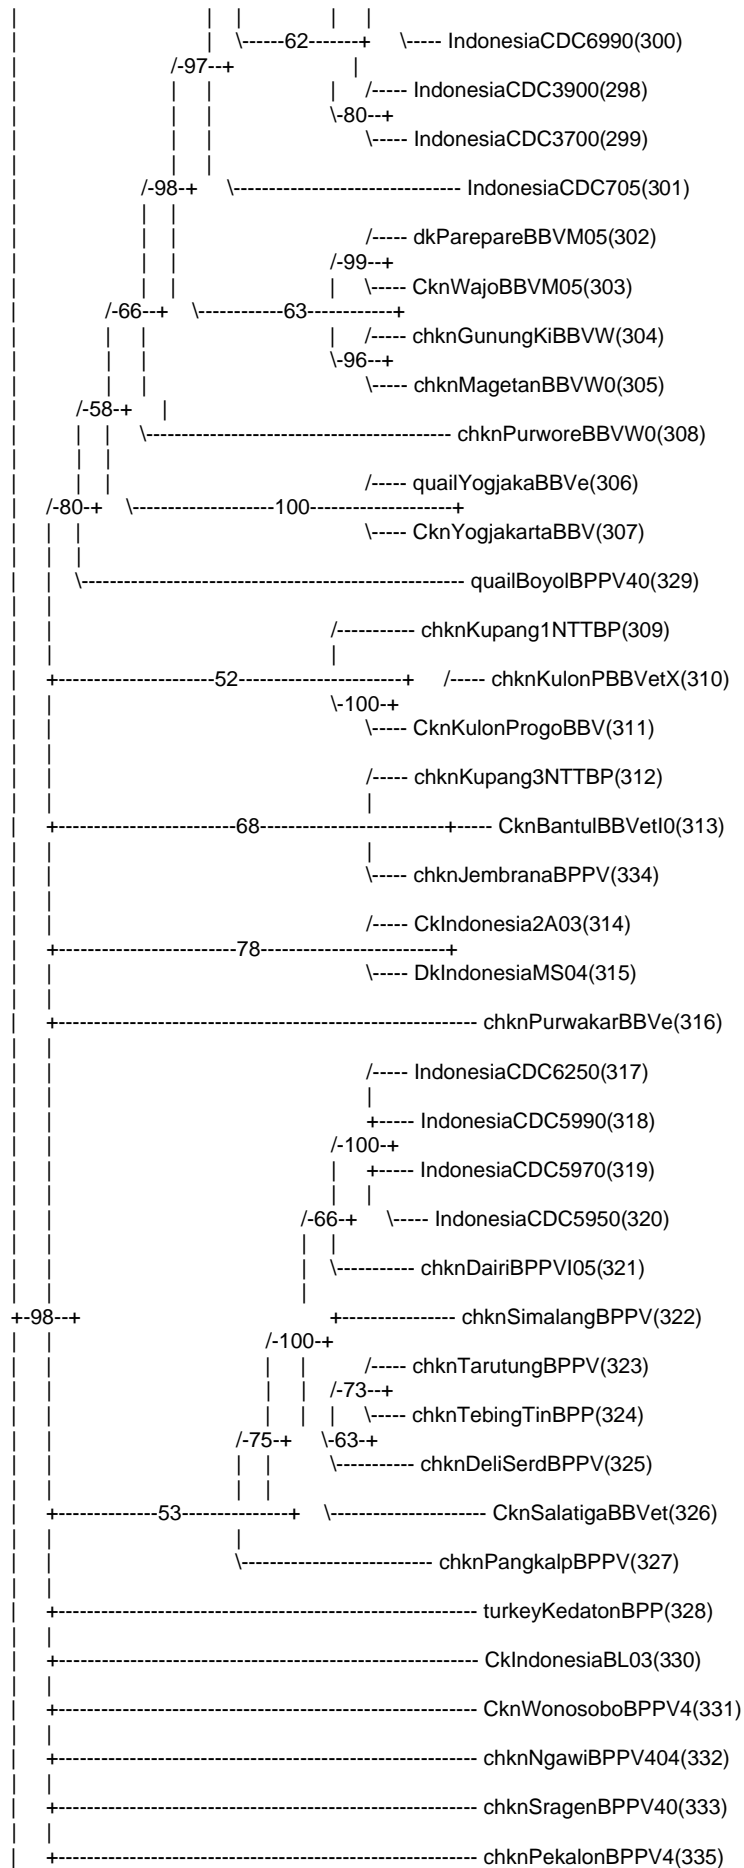 |                                   |   |             |   |
|                                   |   \------62-------+   \----- IndonesiaCDC6990(300)
|                            /-97--+                 |
|                            |     |                     |   /----- IndonesiaCDC3900(298)
|                            |     |                     \-80--+
|                            |     |                          \----- IndonesiaCDC3700(299)
|                            |     |
|                      /-98-+   \-------------------------------- IndonesiaCDC705(301)
|                      |    |
|                      |    |                                /----- dkParepareBBVM05(302)
|                      |    |                          /-99--+
|                      |    |                          |    \----- CknWajoBBVM05(303)
|                /-66--+   \------------63------------+
|                |     |                               |   /----- chknGunungKiBBVW(304)
|                |     |                               \-96--+
|                |     |                                    \----- chknMagetanBBVW0(305)
|           /-58-+    |
|           |    |    \------------------------------------------- chknPurworeBBVW0(308)
|           |    |
|           |    |                                           /----- quailYogjakaBBVe(306)
|     /-80-+   \--------------------100--------------------+
|     |    |                                                \----- CknYogjakartaBBV(307)
|     |    |
|     |    \------------------------------------------------------ quailBoyolBPPV40(329)
|     |
|     |                                               /----------- chknKupang1NTTBP(309)
|     |                                               |
|     +-----------------------52------------------------+    /----- chknKulonPBBVetX(310)
|     |                                               \-100-+
|     |                                                     \----- CknKulonProgoBBV(311)
|     |
|     |                                                     /----- chknKupang3NTTBP(312)
|     |                                                     |
|     +--------------------------68---------------------------+----- CknBantulBBVetI0(313)
|     |                                                     |
|     |                                                     \----- chknJembranaBPPV(334)
|     |
|     |                                                     /----- CkIndonesia2A03(314)
|     +-------------------------78--------------------------+
|     |                                                     \----- DkIndonesiaMS04(315)
|     |
|     +----------------------------------------------------------- chknPurwakarBBVe(316)
|     |
|     |                                                     /----- IndonesiaCDC6250(317)
|     |                                                     |
|     |                                                     +----- IndonesiaCDC5990(318)
|     |                                               /-100-+
|     |                                               |     +----- IndonesiaCDC5970(319)
|     |                                               |     |
|     |                                          /-66-+    \----- IndonesiaCDC5950(320)
|     |                                          |    |
|     |                                          |    \----------- chknDairiBPPVI05(321)
|     |                                          |
+-98--+                                          +---------------- chknSimalangBPPV(322)
|     |                                    /-100-+
|     |                                    |     |          /----- chknTarutungBPPV(323)
|     |                                    |     |    /-73--+
|     |                                    |     |    |     \----- chknTebingTinBPP(324)
|     |                               /-75-+     \-63-+
|     |                               |    |          \----------- chknDeliSerdBPPV(325)
|     |                               |    |
|     +--------------53---------------+    \---------------------- CknSalatigaBBVet(326)
|     |                               |
|     |                               \--------------------------- chknPangkalpBPPV(327)
|     |
|     +----------------------------------------------------------- turkeyKedatonBPP(328)
|     |
|     +----------------------------------------------------------- CkIndonesiaBL03(330)
|     |
|     +----------------------------------------------------------- CknWonosoboBPPV4(331)
|     |
|     +----------------------------------------------------------- chknNgawiBPPV404(332)
|     |
|     +----------------------------------------------------------- chknSragenBPPV40(333)
|     |
|     +----------------------------------------------------------- chknPekalonBPPV4(335)